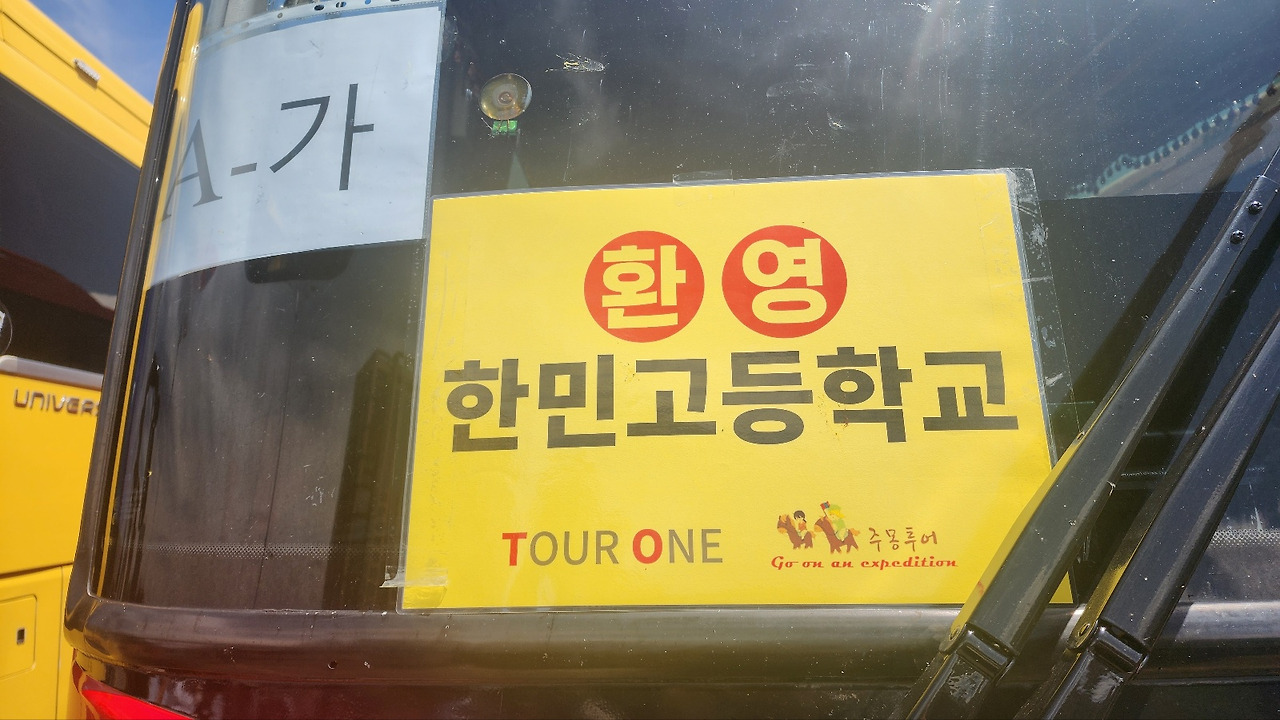 A-가
환영
한민고등학교
TOUR ONE
주몽투어
Go on an expedition